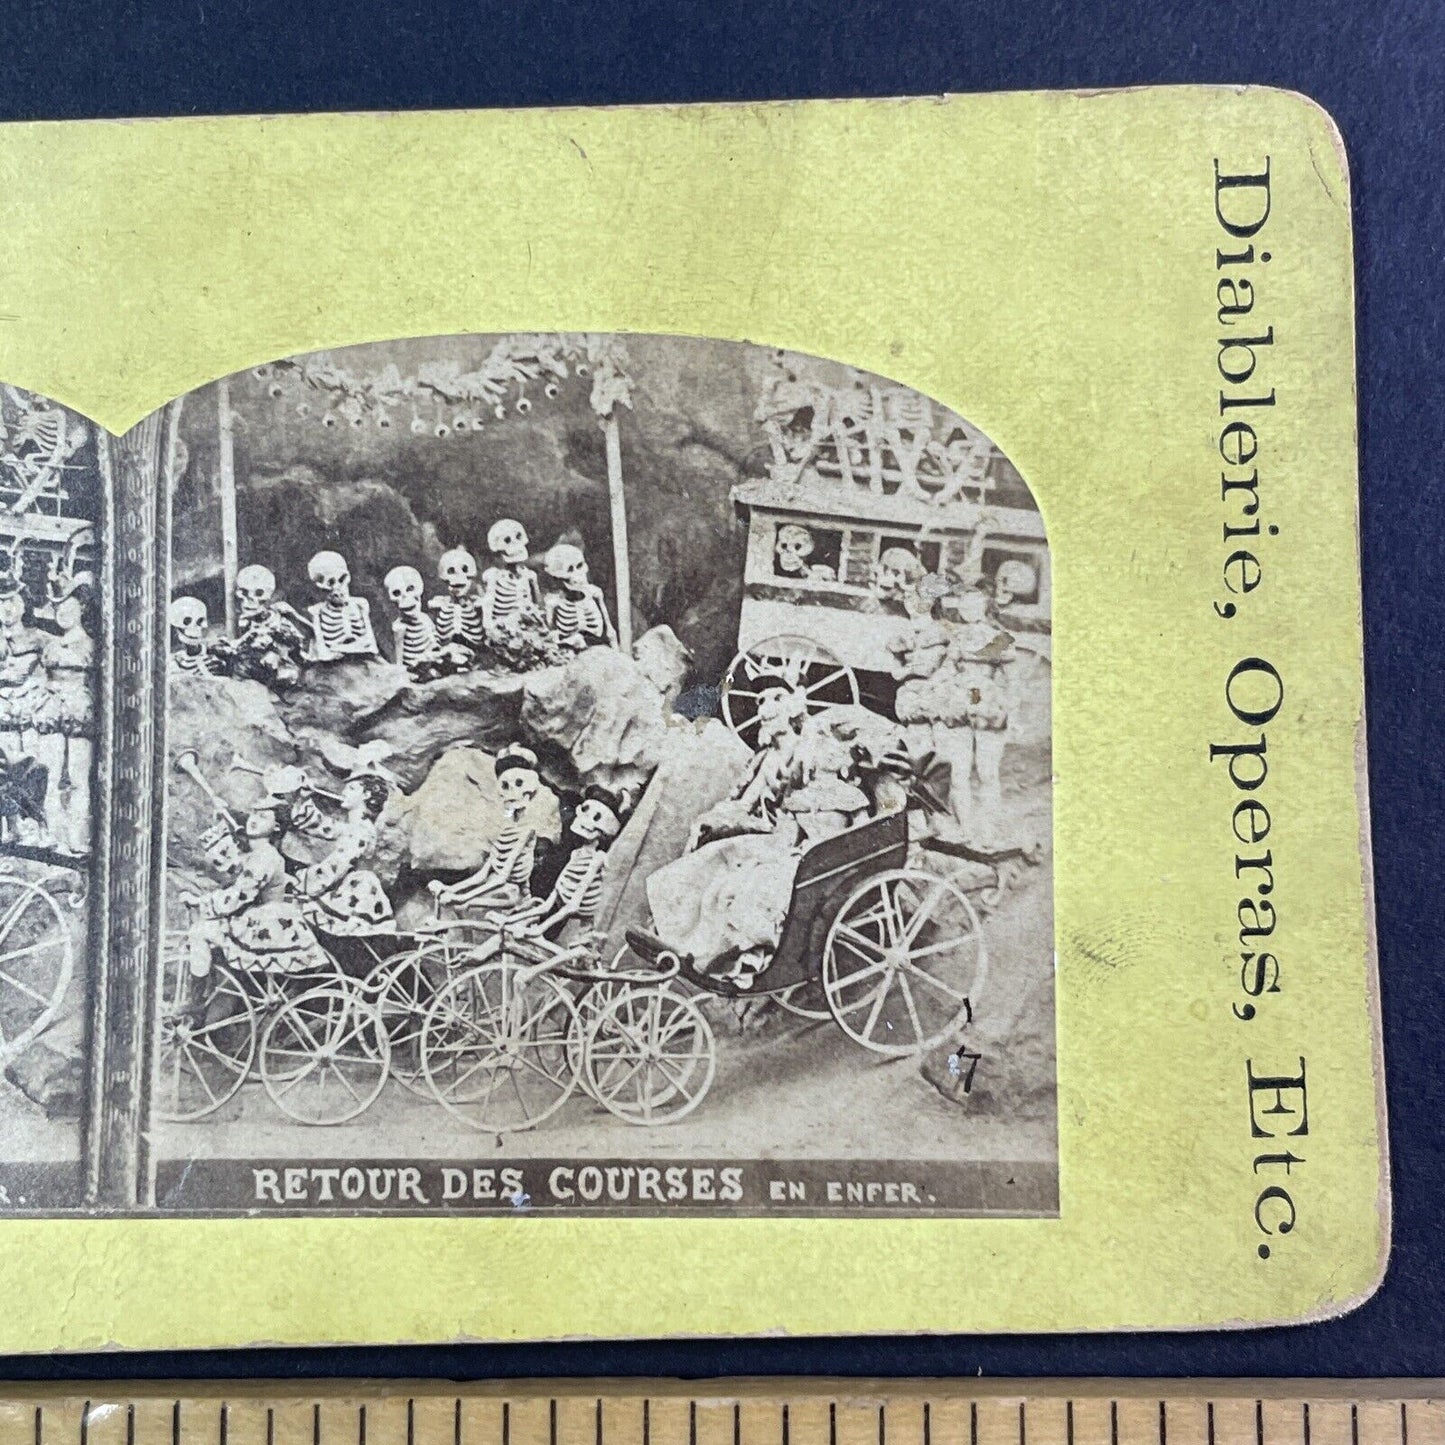 Diablerie, Operas, Etc.
R.
RETOUR DES COURSES EN ENFER.